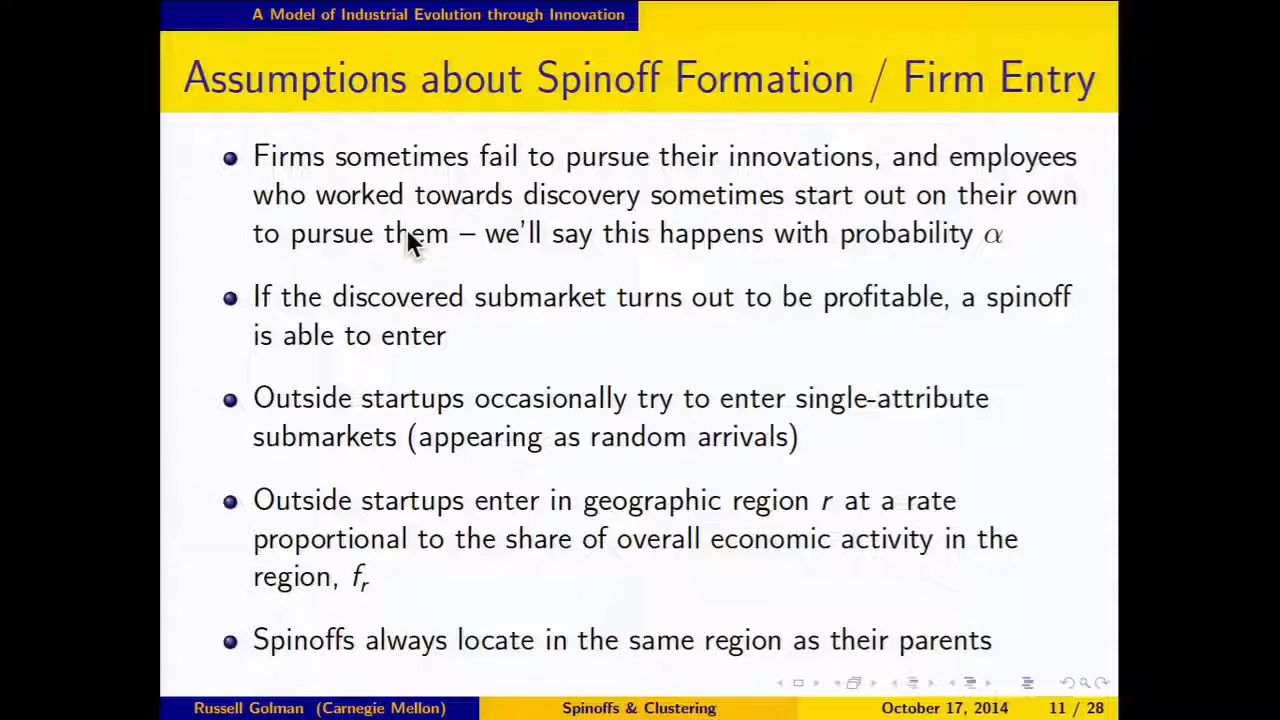 A Model of Industrial Evolution through Innovation
Assumptions about Spinoff Formation / Firm Entry
Firms sometimes fail to pursue their innovations, and employees
who worked towards discovery sometimes start out on their own
to pursue them – we'll say this happens with probability α
If the discovered submarket turns out to be profitable, a spinoff
is able to enter
Outside startups occasionally try to enter single-attribute
submarkets (appearing as random arrivals)
Outside startups enter in geographic region r at a rate
proportional to the share of overall economic activity in the
region, fr
Spinoffs always locate in the same region as their parents
Russell Golman (Carnegie Mellon) Spinoffs & Clustering October 17, 2014 11 / 28